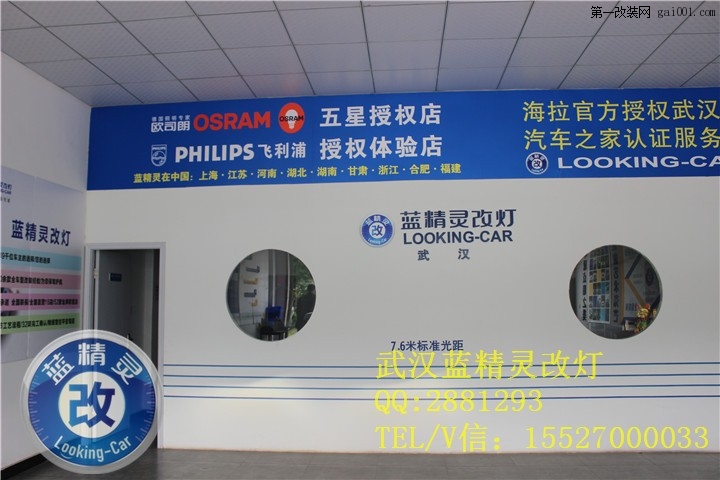 第一改装网 gai001.com
德国照明专家
欧司朗 OSRAM OSRAM 五星授权店
PHILIPS 飞利浦 授权体验店
蓝精灵在中国：上海·江苏·河南·湖北·湖南·甘肃·浙江·合肥·福建
海拉官方授权武汉
汽车之家认证服务
改 LOOKING-CA
蓝精灵改灯
蓝精灵改灯
LOOKING-CAR
武汉
7.6米标准光距
蓝精灵
改
Looking-Car
武汉蓝精灵改灯
QQ:2881293
TEL/V信：15527000033